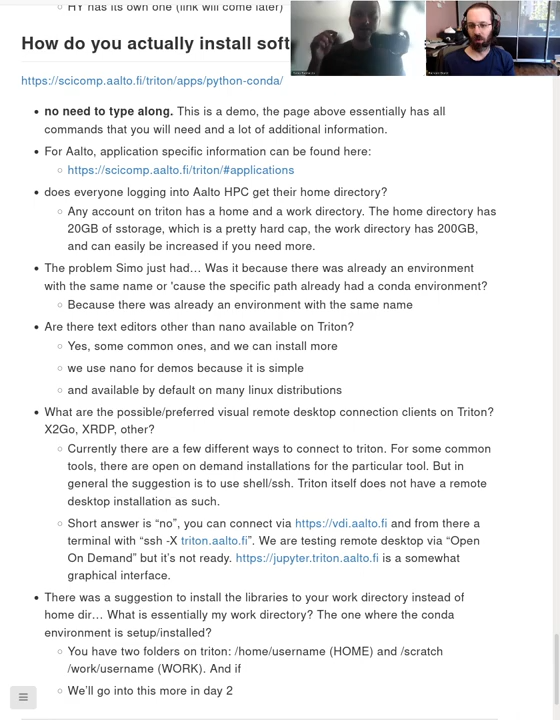 HY has its own one (link will come later)
How do you actually install soft
https://scicomp.aalto.fi/triton/apps/python-conda/
no need to type along. This is a demo, the page above essentially has all
commands that you will need and a lot of additional information.
For Aalto, application specific information can be found here:
https://scicomp.aalto.fi/triton/#applications
does everyone logging into Aalto HPC get their home directory?
Any account on triton has a home and a work directory. The home directory has
20GB of sstorage, which is a pretty hard cap, the work directory has 200GB,
and can easily be increased if you need more.
The problem Simo just had… Was it because there was already an environment
with the same name or 'cause the specific path already had a conda environment?
Because there was already an environment with the same name
Are there text editors other than nano available on Triton?
Yes, some common ones, and we can install more
we use nano for demos because it is simple
and available by default on many linux distributions
What are the possible/preferred visual remote desktop connection clients on Triton?
X2Go, XRDP, other?
Currently there are a few different ways to connect to triton. For some common
tools, there are open on demand installations for the particular tool. But in
general the suggestion is to use shell/ssh. Triton itself does not have a remote
desktop installation as such.
Short answer is “no”, you can connect via https://vdi.aalto.fi and from there a
terminal with “ssh -X triton.aalto.fi”. We are testing remote desktop via “Open
On Demand” but it’s not ready. https://jupyter.triton.aalto.fi is a somewhat
graphical interface.
There was a suggestion to install the libraries to your work directory instead of
home dir… What is essentially my work directory? The one where the conda
environment is setup/installed?
You have two folders on triton: /home/username (HOME) and /scratch
/work/username (WORK). And if
We’ll go into this more in day 2